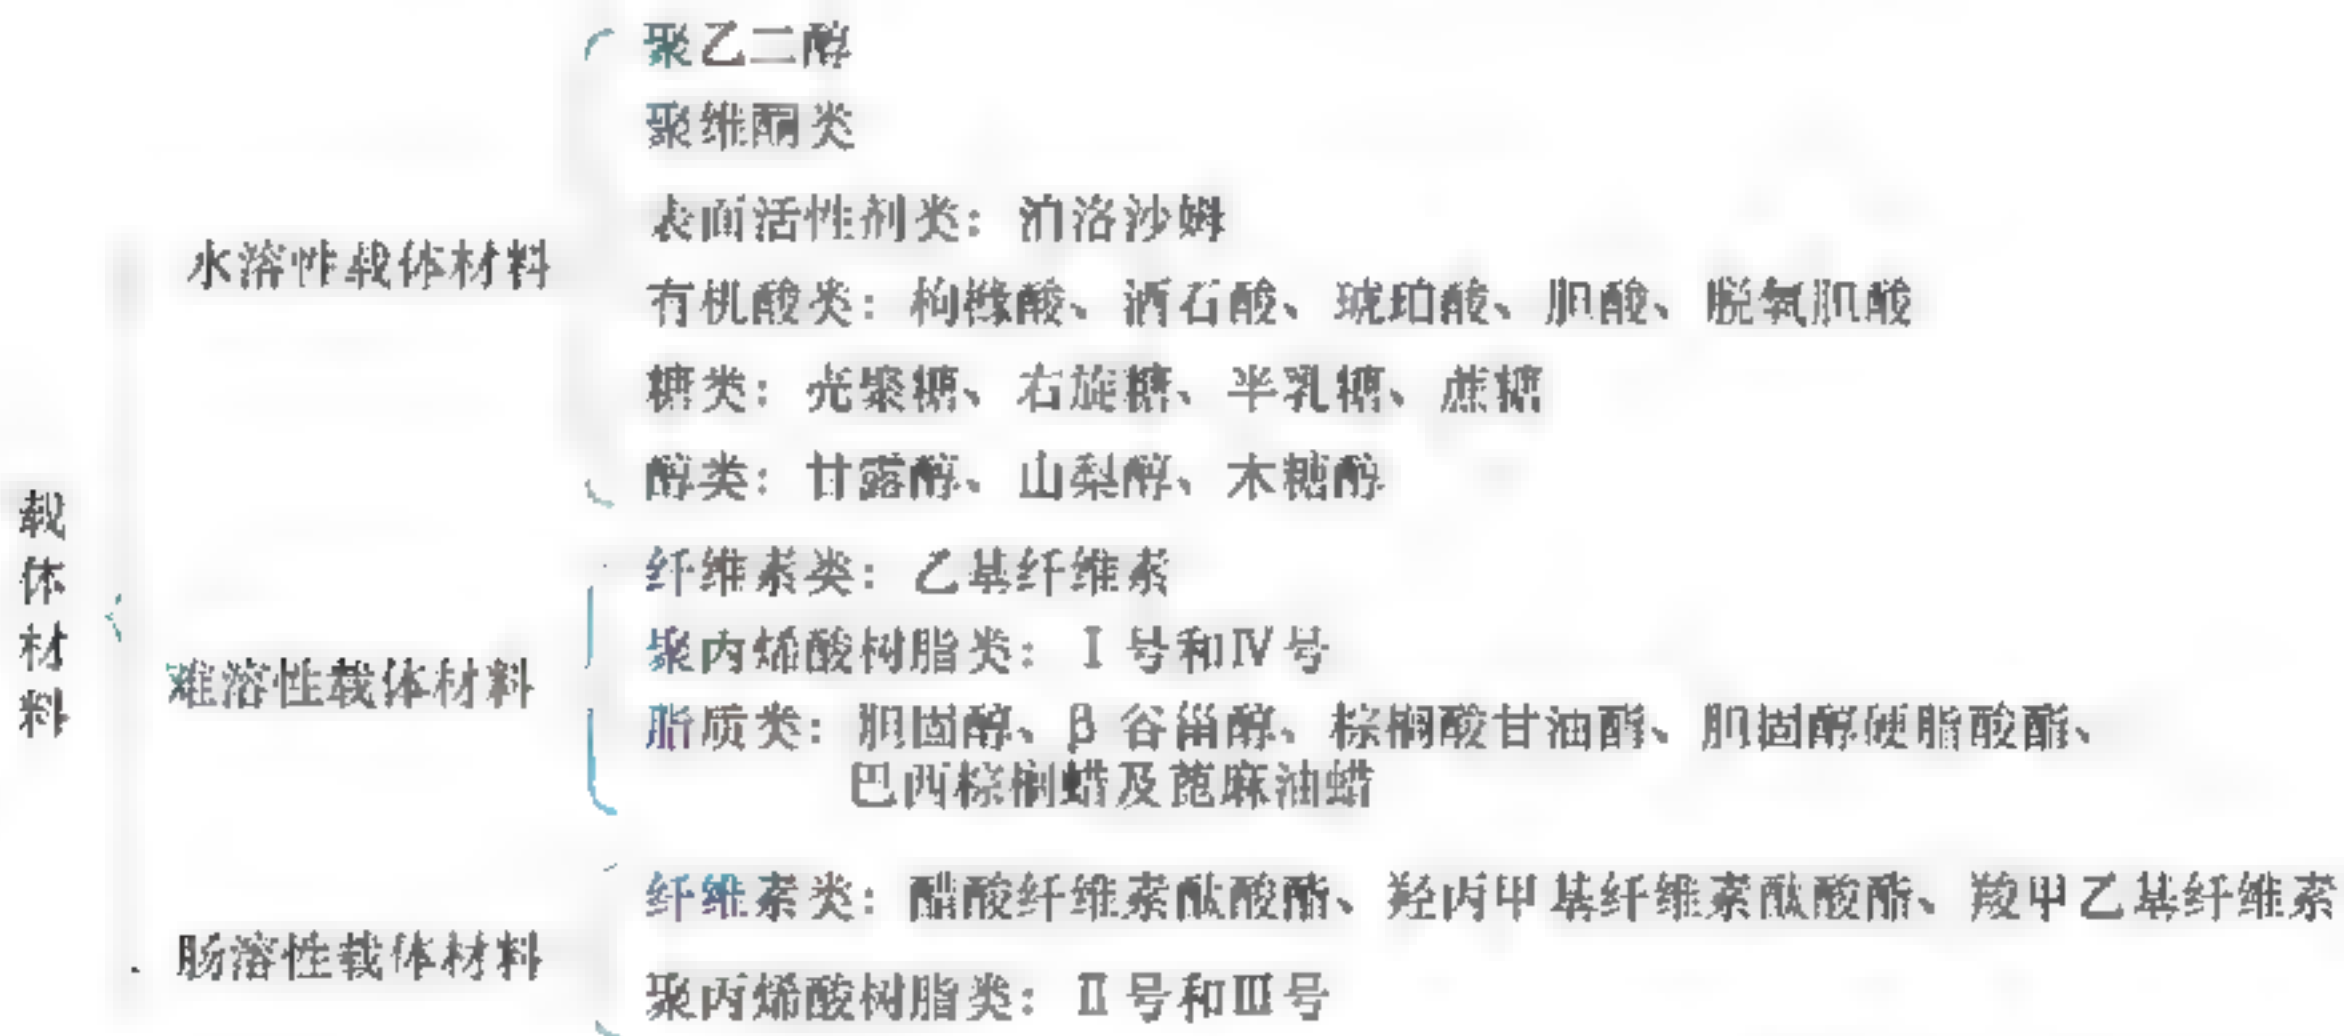 载体材料
水溶性载体材料
聚乙二醇
聚维酮类
表面活性剂类：泊洛沙姆
有机酸类：枸橼酸、酒石酸、琥珀酸、胆酸、脱氧胆酸
糖类：壳聚糖、右旋糖、半乳糖、蔗糖
醇类：甘露醇、山梨醇、木糖醇
难溶性载体材料
纤维素类：乙基纤维素
聚丙烯酸树脂类：Ⅰ号和Ⅳ号
脂质类：胆固醇、β谷甾醇、棕榈酸甘油酯、胆固醇硬脂酸酯、
巴西棕榈蜡及蓖麻油蜡
肠溶性载体材料
纤维素类：醋酸纤维素酞酸酯、羟丙甲基纤维素酞酸酯、羧甲乙基纤维素
聚丙烯酸树脂类：Ⅱ号和Ⅲ号